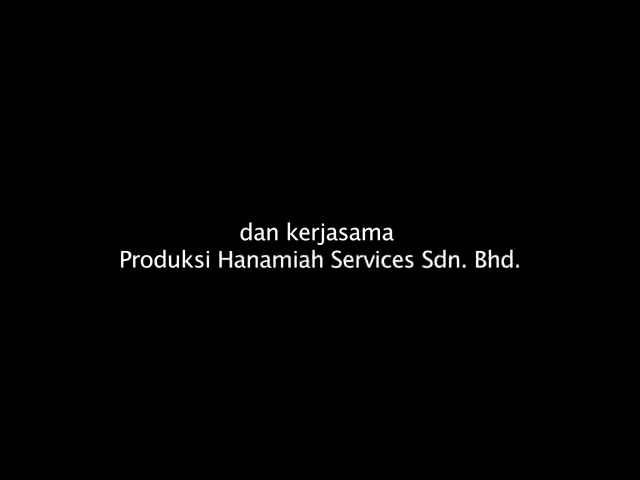 dan kerjasama
Produksi Hanamiah Services Sdn. Bhd.